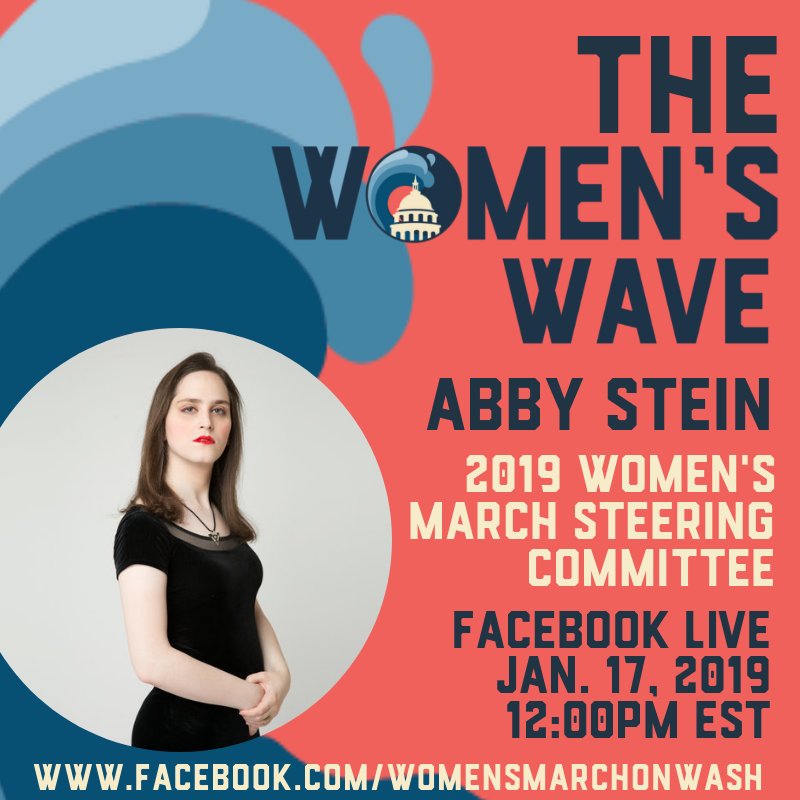 THE
WOMEN'S
WAVE
ABBY STEIN
2019 WOMEN'S
MARCH STEERING
COMMITTEE
FACEBOOK LIVE
JAN. 17, 2019
12:00PM EST
WWW.FACEBOOK.COM/WOMENSMARCHONWASH